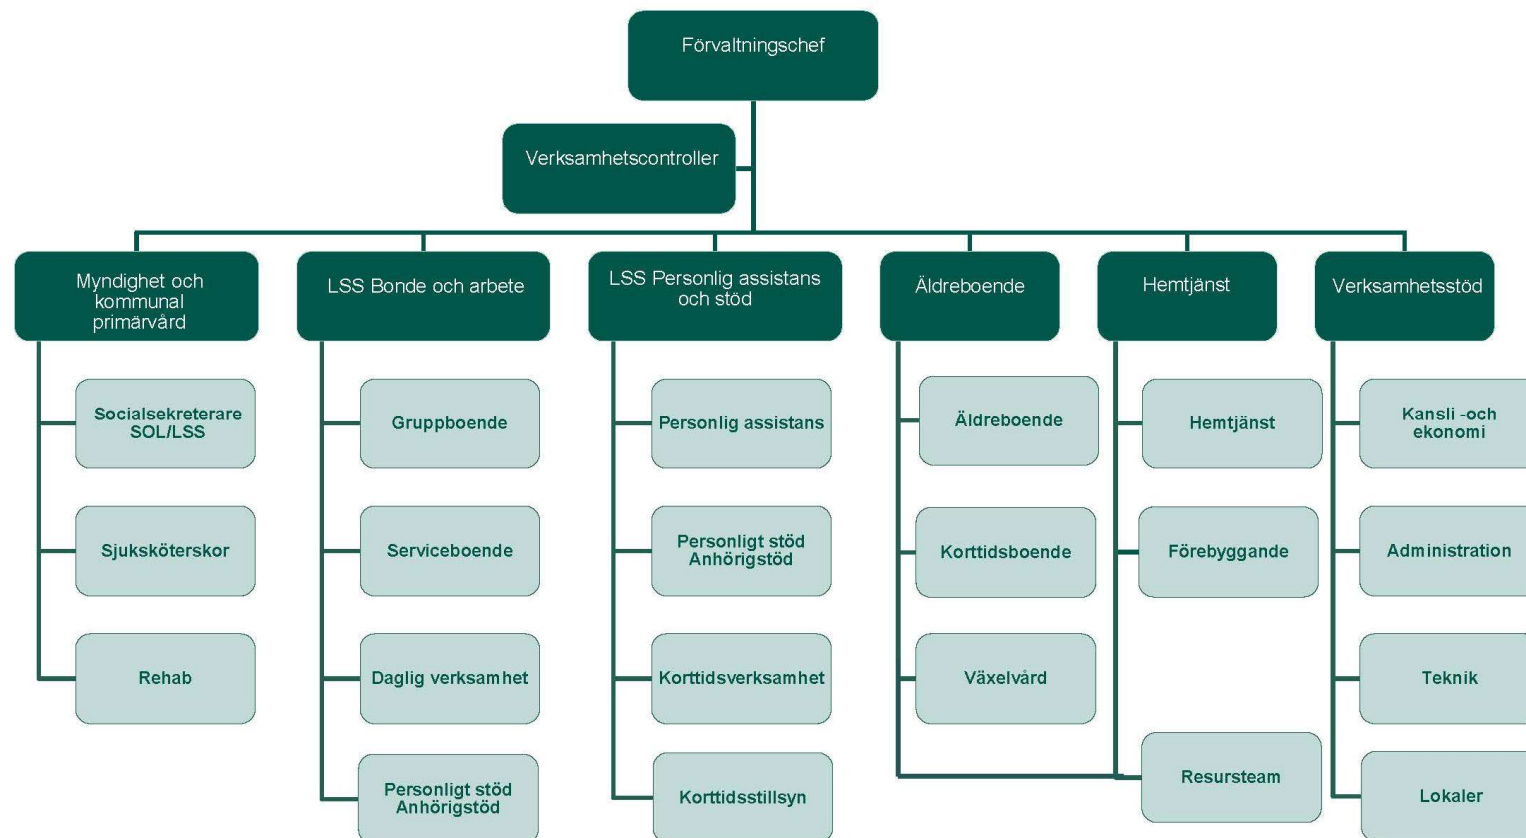 Förvaltningschef
Verksamhetscontroller
Myndighet och
kommunal
primärvård
LSS Bonde och arbete
LSS Personlig assistans
och stöd
Äldreboende
Hemtjänst
Verksamhetsstöd
Socialsekreterare
SOL/LSS
Sjuksköterskor
Rehab
Gruppboende
Serviceboende
Daglig verksamhet
Personligt stöd
Anhörigstöd
Personlig assistans
Personligt stöd
Anhörigstöd
Korttidsverksamhet
Korttidsstillsyn
Äldreboende
Korttidsboende
Växelvård
Hemtjänst
Förebyggande
Resursteam
Kansli -och
ekonomi
Administration
Teknik
Lokaler